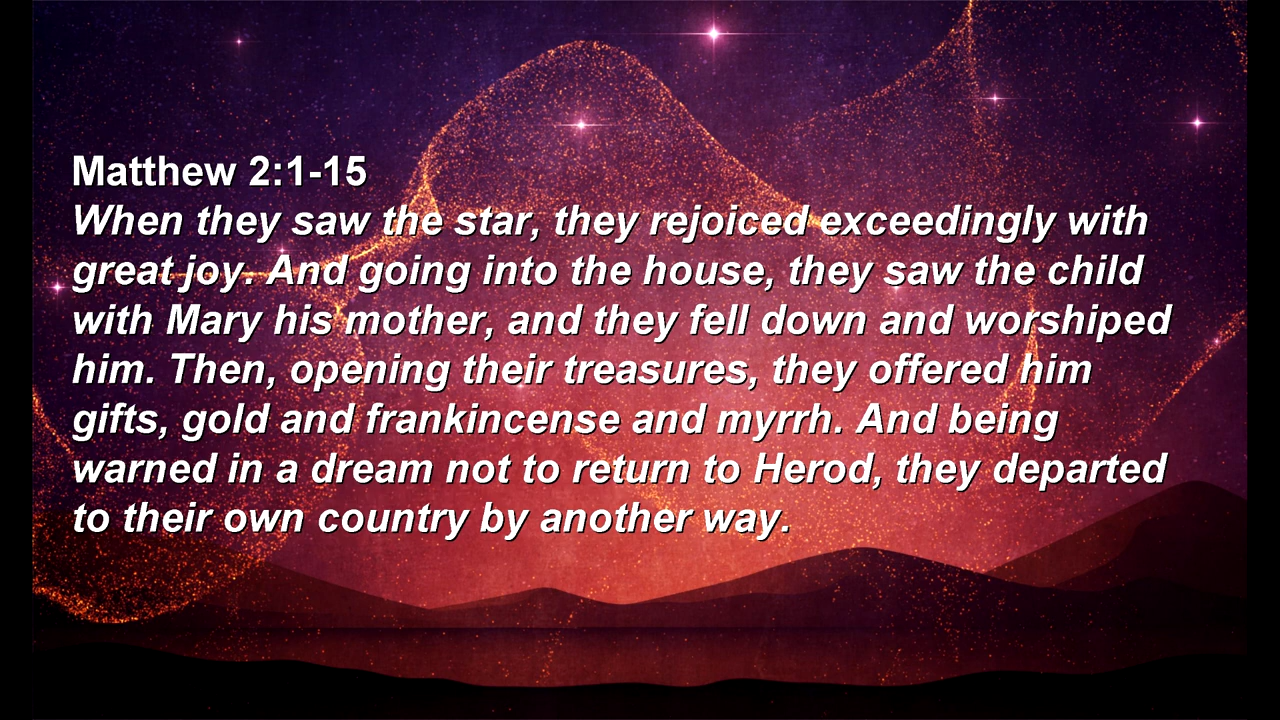 Matthew 2:1-15
When they saw the star, they rejoiced exceedingly with
great joy. And going into the house, they saw the child
with Mary his mother, and they fell down and worshiped
him. Then, opening their treasures, they offered him
gifts, gold and frankincense and myrrh. And being
warned in a dream not to return to Herod, they departed
to their own country by another way.